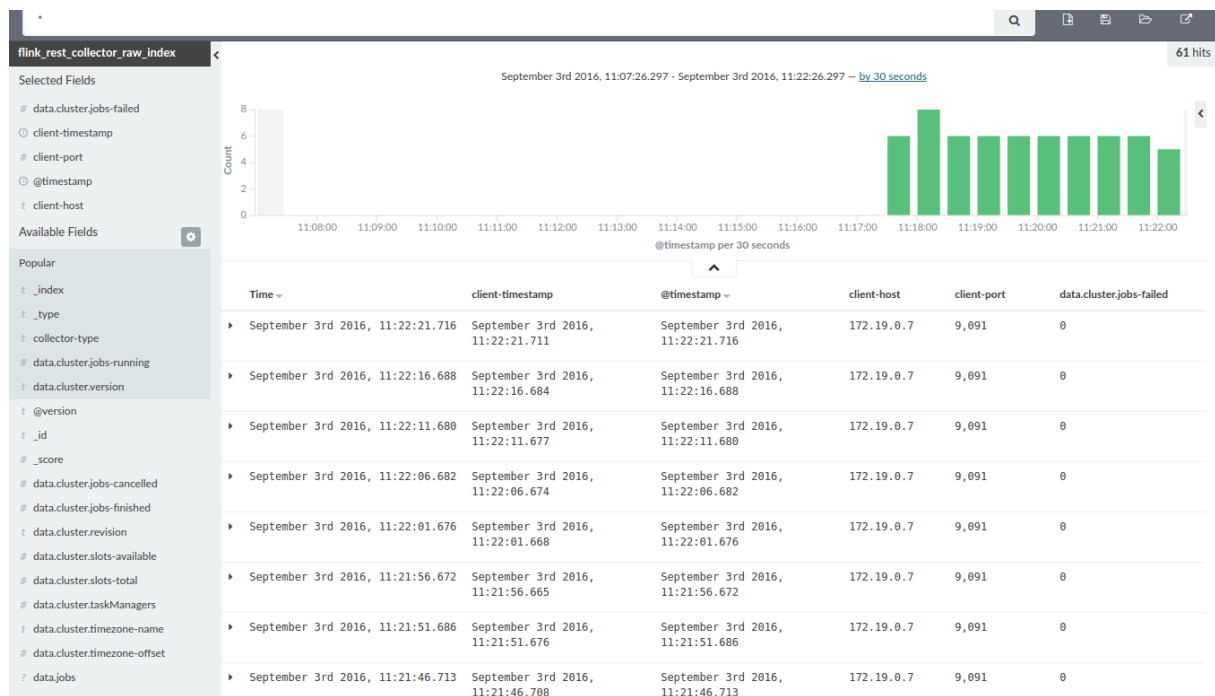 *
flink_rest_collector_raw_index
61 hits
Selected Fields
# data.cluster.jobs-failed
client-timestamp
# client-port
@timestamp
t client-host
Available Fields
Popular
t _index
t _type
t collector-type
# data.cluster.jobs-running
t data.cluster.version
t @version
t _id
# _score
# data.cluster.jobs-cancelled
# data.cluster.jobs-finished
t data.cluster.revision
# data.cluster.slots-available
# data.cluster.slots-total
# data.cluster.taskManagers
t data.cluster.timezone-name
# data.cluster.timezone-offset
? data.jobs
September 3rd 2016, 11:07:26.297 - September 3rd 2016, 11:22:26.297 — by 30 seconds
Count
8
6
4
2
0
11:08:00 11:09:00 11:10:00 11:11:00 11:12:00 11:13:00 11:14:00 11:15:00 11:16:00 11:17:00 11:18:00 11:19:00 11:20:00 11:21:00 11:22:00
@timestamp per 30 seconds
Time client-timestamp @timestamp client-host client-port data.cluster.jobs-failed
September 3rd 2016, 11:22:21.716 September 3rd 2016, September 3rd 2016, 172.19.0.7 9,091 0
11:22:21.711 11:22:21.716
September 3rd 2016, 11:22:16.688 September 3rd 2016, September 3rd 2016, 172.19.0.7 9,091 0
11:22:16.684 11:22:16.688
September 3rd 2016, 11:22:11.680 September 3rd 2016, September 3rd 2016, 172.19.0.7 9,091 0
11:22:11.677 11:22:11.680
September 3rd 2016, 11:22:06.682 September 3rd 2016, September 3rd 2016, 172.19.0.7 9,091 0
11:22:06.674 11:22:06.682
September 3rd 2016, 11:22:01.676 September 3rd 2016, September 3rd 2016, 172.19.0.7 9,091 0
11:22:01.668 11:22:01.676
September 3rd 2016, 11:21:56.672 September 3rd 2016, September 3rd 2016, 172.19.0.7 9,091 0
11:21:56.665 11:21:56.672
September 3rd 2016, 11:21:51.686 September 3rd 2016, September 3rd 2016, 172.19.0.7 9,091 0
11:21:51.676 11:21:51.686
September 3rd 2016, 11:21:46.713 September 3rd 2016, September 3rd 2016, 172.19.0.7 9,091 0
11:21:46.708 11:21:46.713